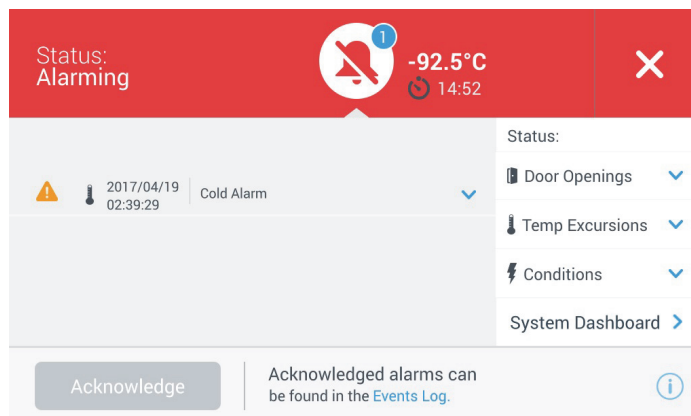 Status:
Alarming
1
-92.5°C
14:52
Status:
2017/04/19
02:39:29
Cold Alarm
Door Openings
Temp Excursions
Conditions
System Dashboard
Acknowledge
Acknowledged alarms can
be found in the Events Log.